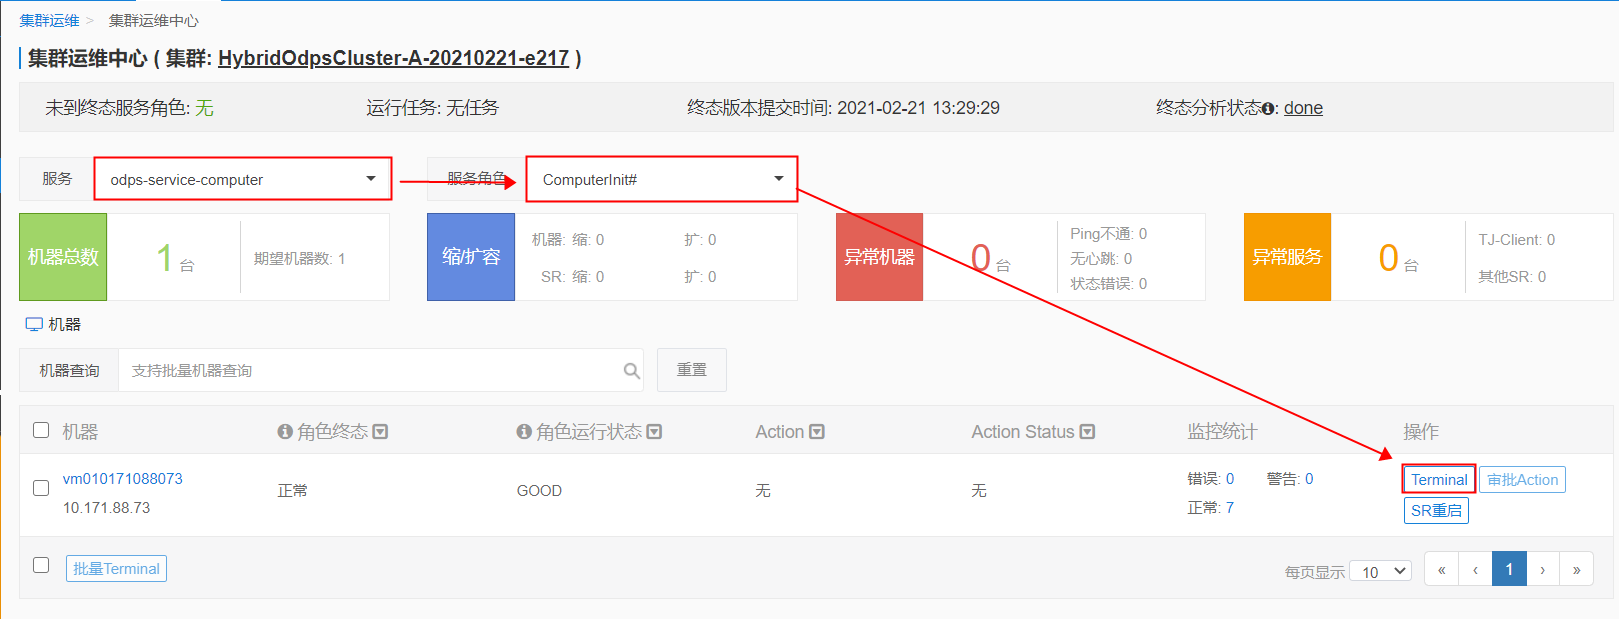 集群运维 > 集群运维中心
集群运维中心 ( 集群: HybridOdpsCluster-A-20210221-e217 )
未到终态服务角色: 无 运行任务: 无任务 终态版本提交时间: 2021-02-21 13:29:29 终态分析状态: done
服务 odps-service-computer 服务角色 ComputerInit#
机器总数 1 台 期望机器数: 1
缩/扩容 机器: 缩: 0 扩: 0
SR: 缩: 0 扩: 0
异常机器 0 台 Ping不通: 0
无心跳: 0
状态错误: 0
异常服务 0 台 TJ-Client: 0
其他SR: 0
机器
机器查询 支持批量机器查询 重置
机器 角色终态 角色运行状态 Action Action Status 监控统计 操作
vm010171088073
10.171.88.73
正常 GOOD 无 无
错误: 0 警告: 0
正常: 7
Terminal 审批Action
SR重启
批量Terminal 每页显示 10 « ‹ 1 › »